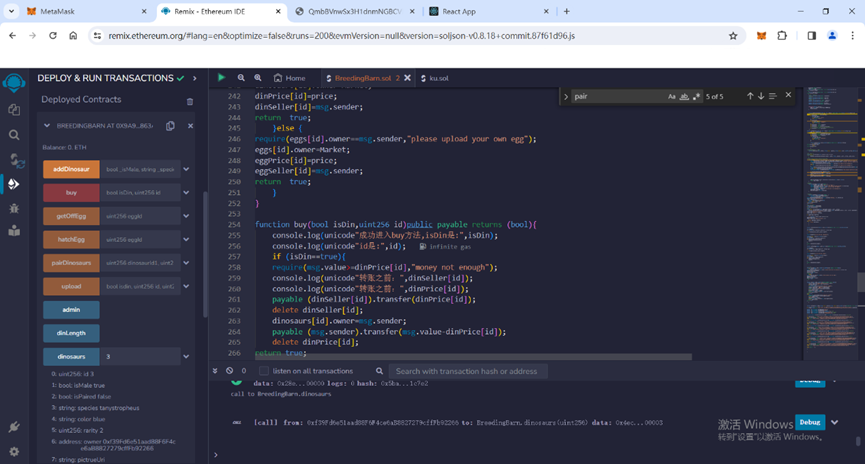 MetaMask
Remix - Ethereum IDE
QmbBVnwSx3H1dnmNGBCV
React App
remix.ethereum.org/#lang=en&optimize=false&runs=200&evmVersion=null&version=soljson-v0.8.18+commit.87f61d96.js
DEPLOY & RUN TRANSACTIONS
Deployed Contracts
BREEDINGBARN AT 0X9A9...
Balance: 0. ETH
addDinosaur
bool _isMale, string _speci
buy
bool isDin, uint256 id
getOffEgg
uint256 eggId
hatchEgg
uint256 eggId
pairDinosaurs
uint256 dinosaurId1, uint2
upload
bool isdin, uint256 id, uint2
admin
dinLength
dinosaurs
3
0: uint256: id 3
1: bool: isMale true
2: bool: isPaired false
3: string: species tanystropheus
4: string: color blue
5: uint256: rarity 2
6: address: owner 0xf39Fd6e51aad88F6F4c
e6aB8827279cffFb92266
7: string: pictrueUrl
Home
BreedingBarn.sol 2
ku.sol
pair
Aa
ab
5 of 5
242
dinPrice[id]=price;
243
dinSeller[id]=msg.sender;
244
return true;
245
}else {
246
require(eggs[id].owner==msg.sender,"please upload your own egg");
247
eggs[id].owner=Market;
248
eggPrice[id]=price;
249
eggSeller[id]=msg.sender;
250
return true;
251
}
252
}
253
254
function buy(bool isDin,uint256 id)public payable returns (bool){
255
console.log(unicode"成功进入buy方法,isDin是:",isDin);
256
console.log(unicode"id是:",id);
infinite gas
257
if (isDin==true){
258
require(msg.value>=dinPrice[id],"money not enough");
259
console.log(unicode"转账之前: ",dinSeller[id]);
260
console.log(unicode"转账之前: ",dinPrice[id]);
261
payable (dinSeller[id]).transfer(dinPrice[id]);
262
delete dinSeller[id];
263
dinosaurs[id].owner=msg.sender;
264
payable (msg.sender).transfer(msg.value-dinPrice[id]);
265
delete dinPrice[id];
266
return true;
0
listen on all transactions
Search with transaction hash or address
data: 0x28e...00000 logs: 0 hash: 0x5ba...1c7e2
Debug
call to BreedingBarn.dinosaurs
[call] from: 0xf39Fd6e51aad88F6F4ce6aB8827279cffFb92266 to: BreedingBarn.dinosaurs(uint256) data: 0x4ec...00003
Debug
激活 Windows
转到"设置"以激活 Windows。